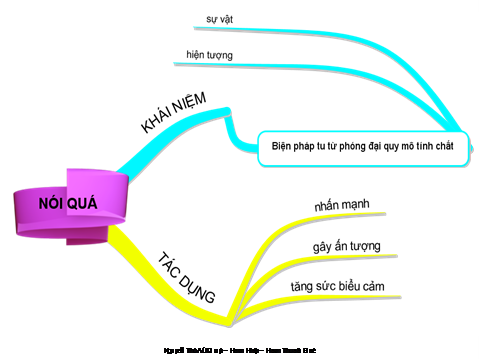 sự vật
hiện tượng
KHÁI NIỆM
Biện pháp tu từ phóng đại quy mô tính chất
NÓI QUÁ
nhấn mạnh
gây ấn tượng
TÁC DỤNG
tăng sức biểu cảm